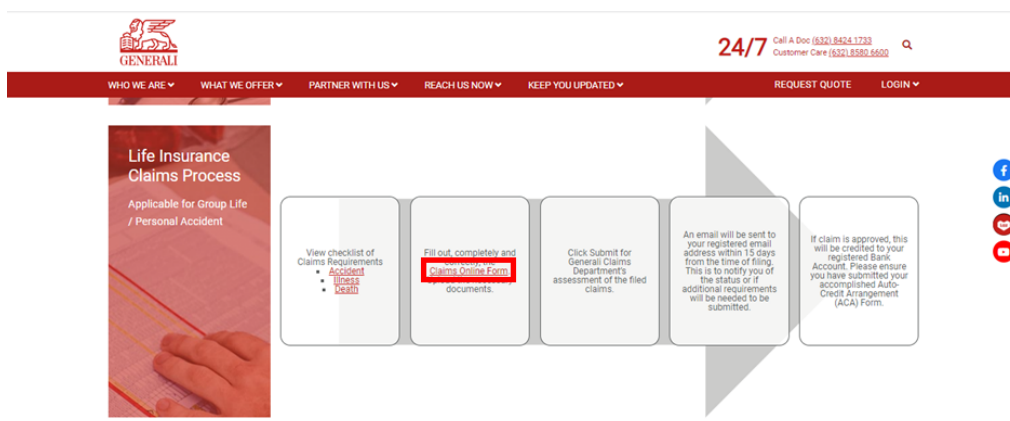 GENERALI
24/7
Call A Doc (632) 8424 1733
Customer Care (632) 8580 6600
WHO WE ARE
WHAT WE OFFER
PARTNER WITH US
REACH US NOW
KEEP YOU UPDATED
REQUEST QUOTE
LOGIN
Life Insurance
Claims Process
Applicable for Group Life
/ Personal Accident
View checklist of
Claims Requirements
Accident
Illness
Death
Fill out, completely and
Claims Online Form
documents.
Click Submit for
Generali Claims
Department's
assessment of the filed
claims.
An email will be sent to
your registered email
address within 15 days
from the time of filing.
This is to notify you of
the status or if
additional requirements
will be needed to be
submitted.
If claim is approved, this
will be credited to your
registered Bank
Account. Please ensure
you have submitted your
accomplished Auto-
Credit Arrangement
(ACA) Form.
f
in